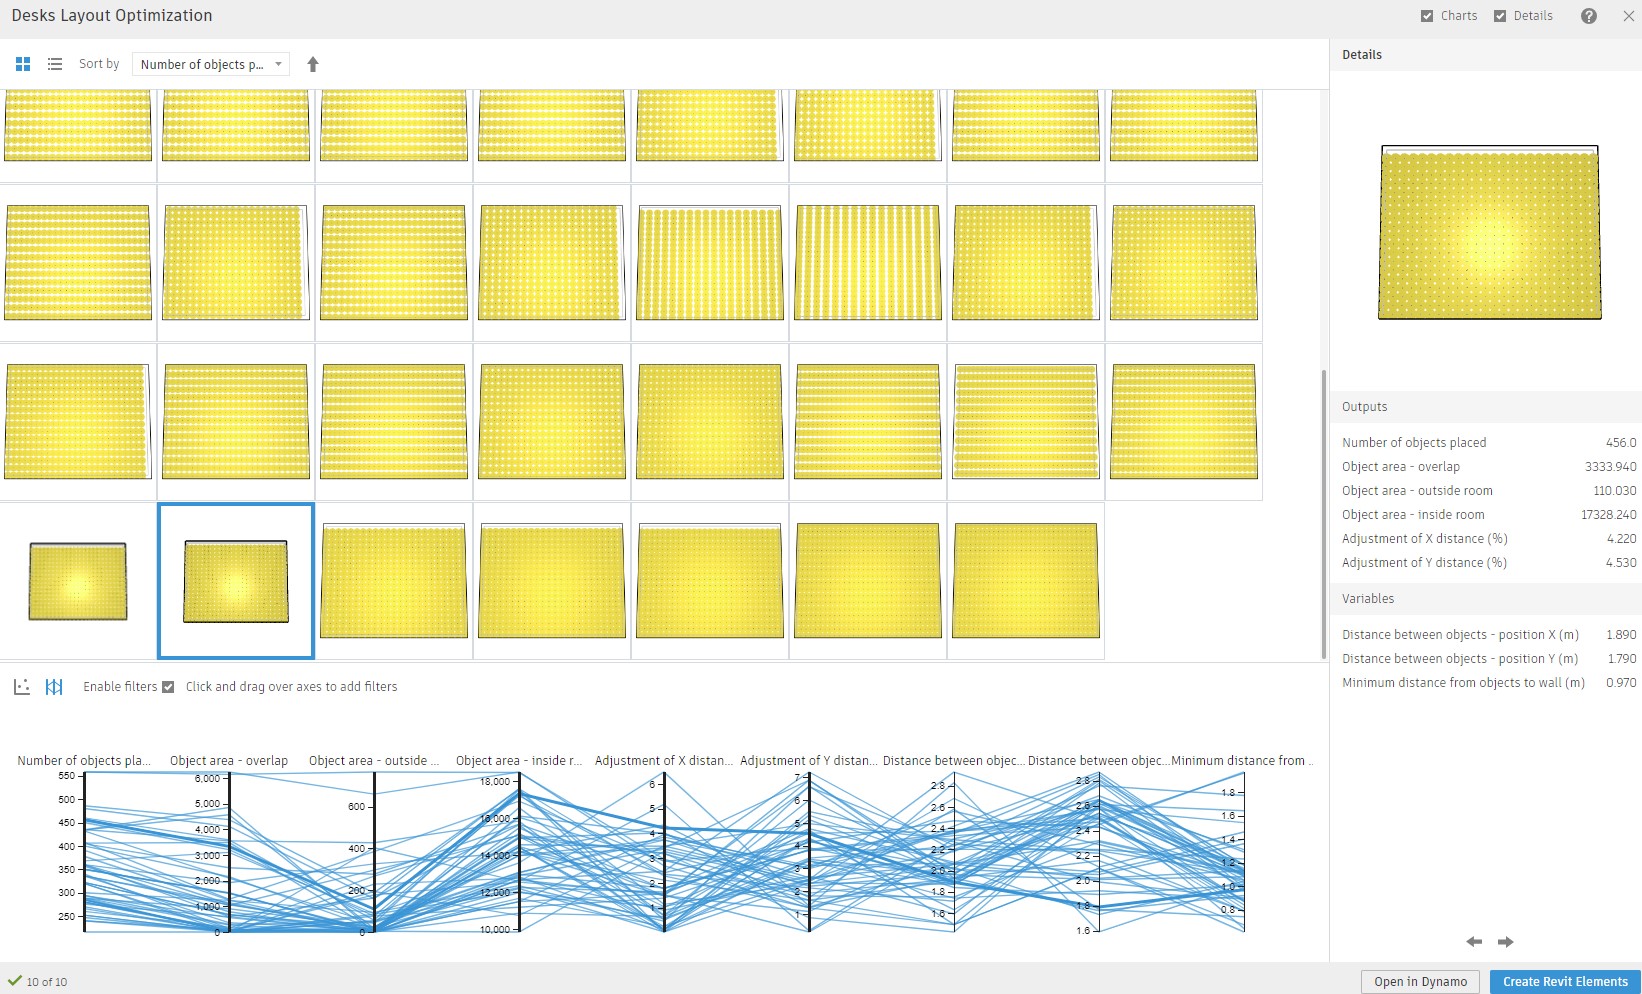 Desks Layout Optimization
Charts
Details
?
Sort by
Number of objects p...
Details
Outputs
Number of objects placed 456.0
Object area - overlap 3333.940
Object area - outside room 110.030
Object area - inside room 17328.240
Adjustment of X distance (%) 4.220
Adjustment of Y distance (%) 4.530
Variables
Distance between objects - position X (m) 1.890
Distance between objects - position Y (m) 1.790
Minimum distance from objects to wall (m) 0.970
Enable filters
Click and drag over axes to add filters
Number of objects pla...
550
500
450
400
350
300
250
Object area - overlap
6,000
5,000
4,000
3,000
2,000
1,000
0
Object area - outside ...
600
400
200
0
Object area - inside r...
18,000
16,000
14,000
12,000
10,000
Adjustment of X distan...
6
5
4
3
2
1
Adjustment of Y distan...
7
6
5
4
3
2
1
Distance between objec...
2.8
2.6
2.4
2.2
2.0
1.8
1.6
Distance between objec...
2.8
2.6
2.4
2.2
2.0
1.8
1.6
Minimum distance from ..
1.8
1.6
1.4
1.2
1.0
0.8
10 of 10
Open in Dynamo
Create Revit Elements